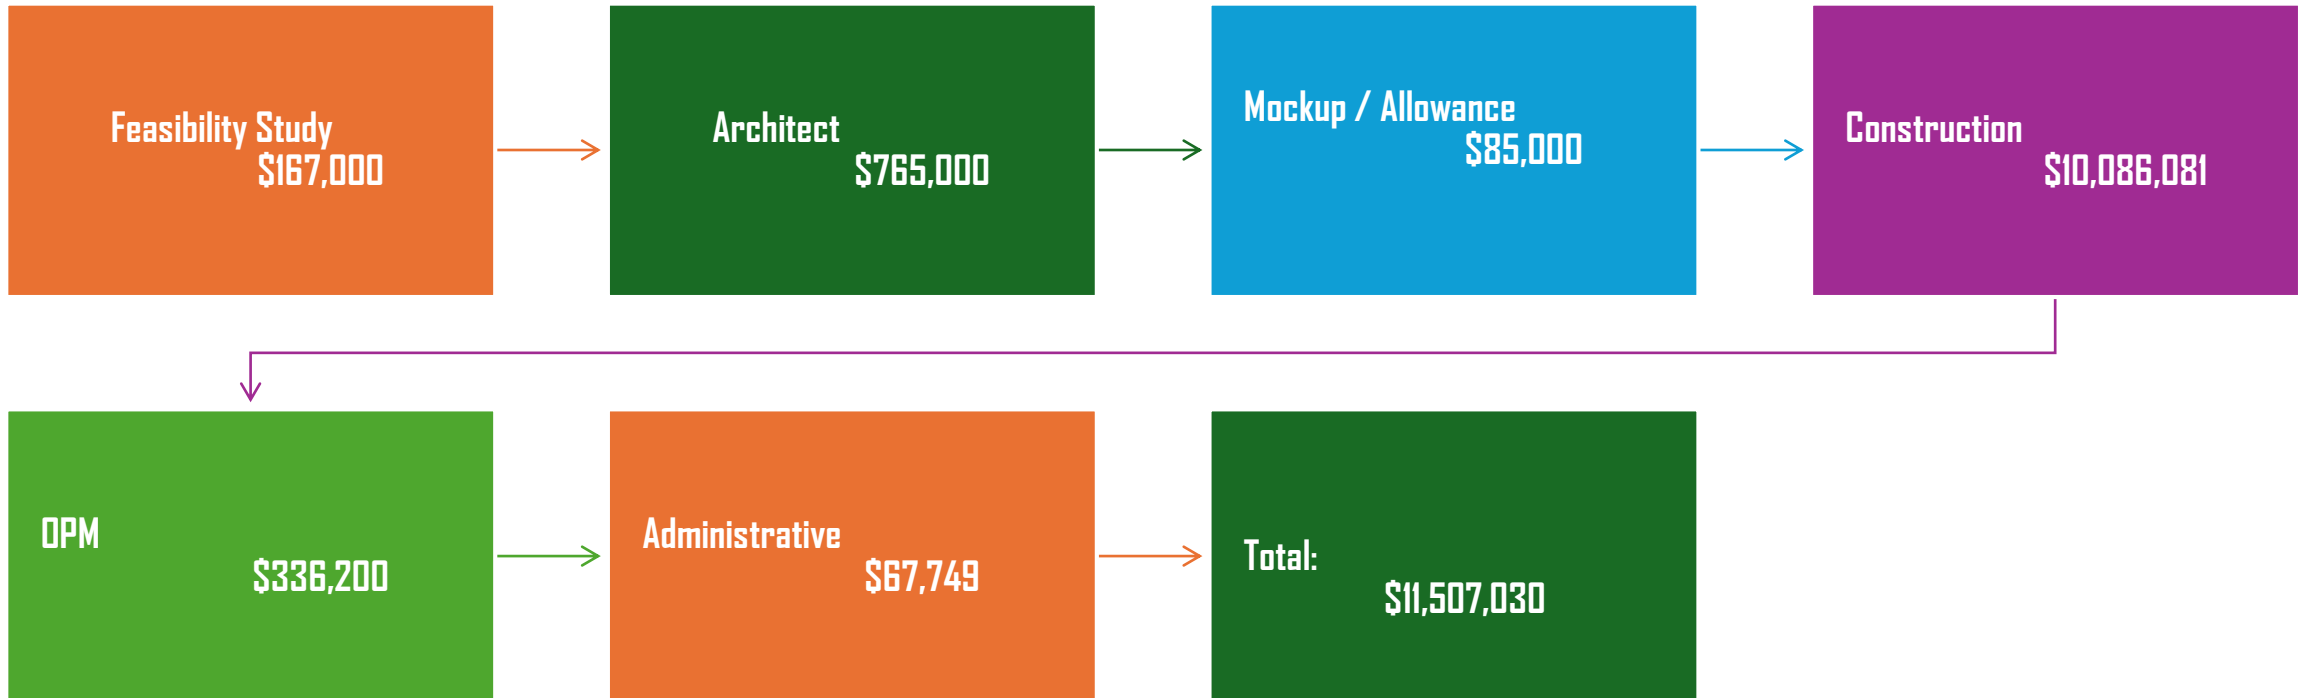 Feasibility Study
$167,000
Architect
$765,000
Mockup / Allowance
$85,000
Construction
$10,086,081
OPM
$336,200
Administrative
$67,749
Total:
$11,507,030